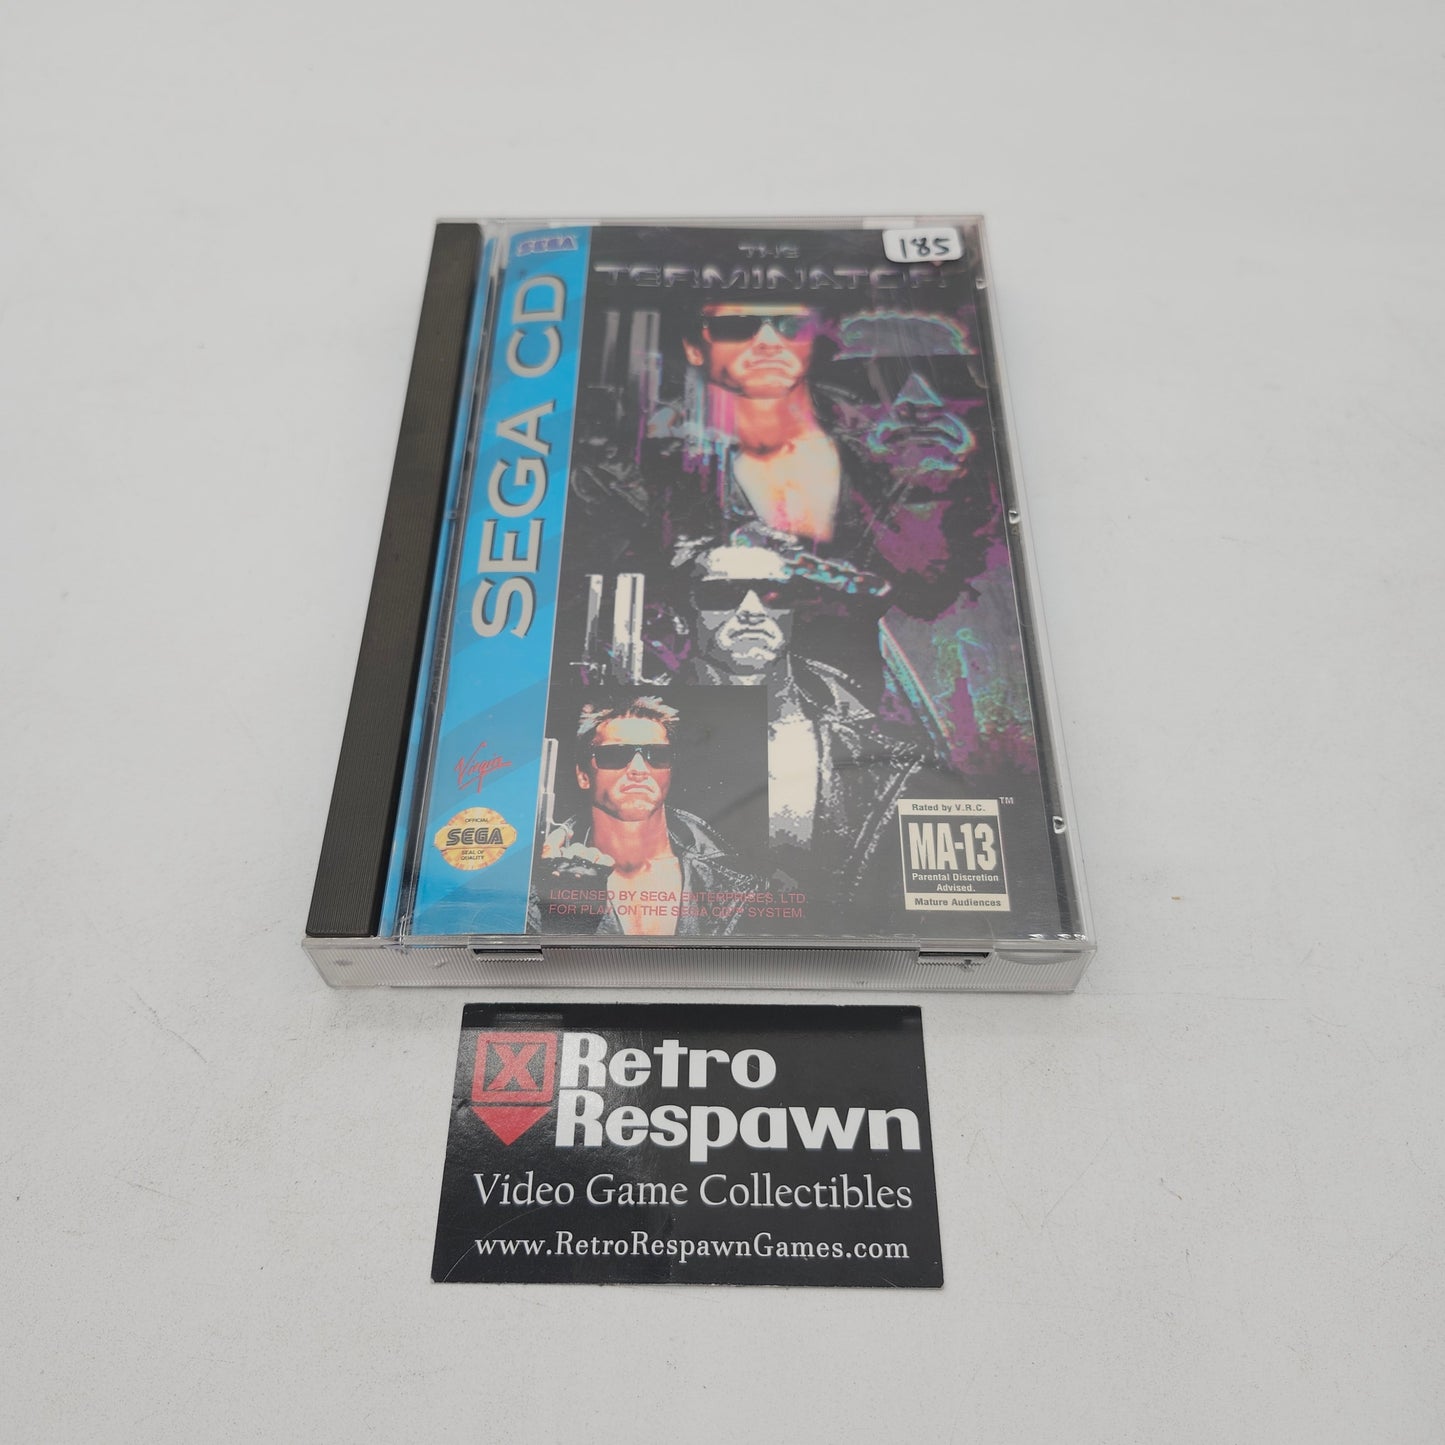 SEGA
SEGA CD
THE
TERMINATOR
185
Virgin
OFFICIAL
SEGA
SEAL OF
QUALITY
LICENSED BY SEGA ENTERPRISES, LTD.
FOR PLAY ON THE SEGA CD™ SYSTEM.
Rated by V.R.C. ™
MA-13
Parental Discretion
Advised.
Mature Audiences
X
Retro
Respawn
Video Game Collectibles
www.RetroRespawnGames.com